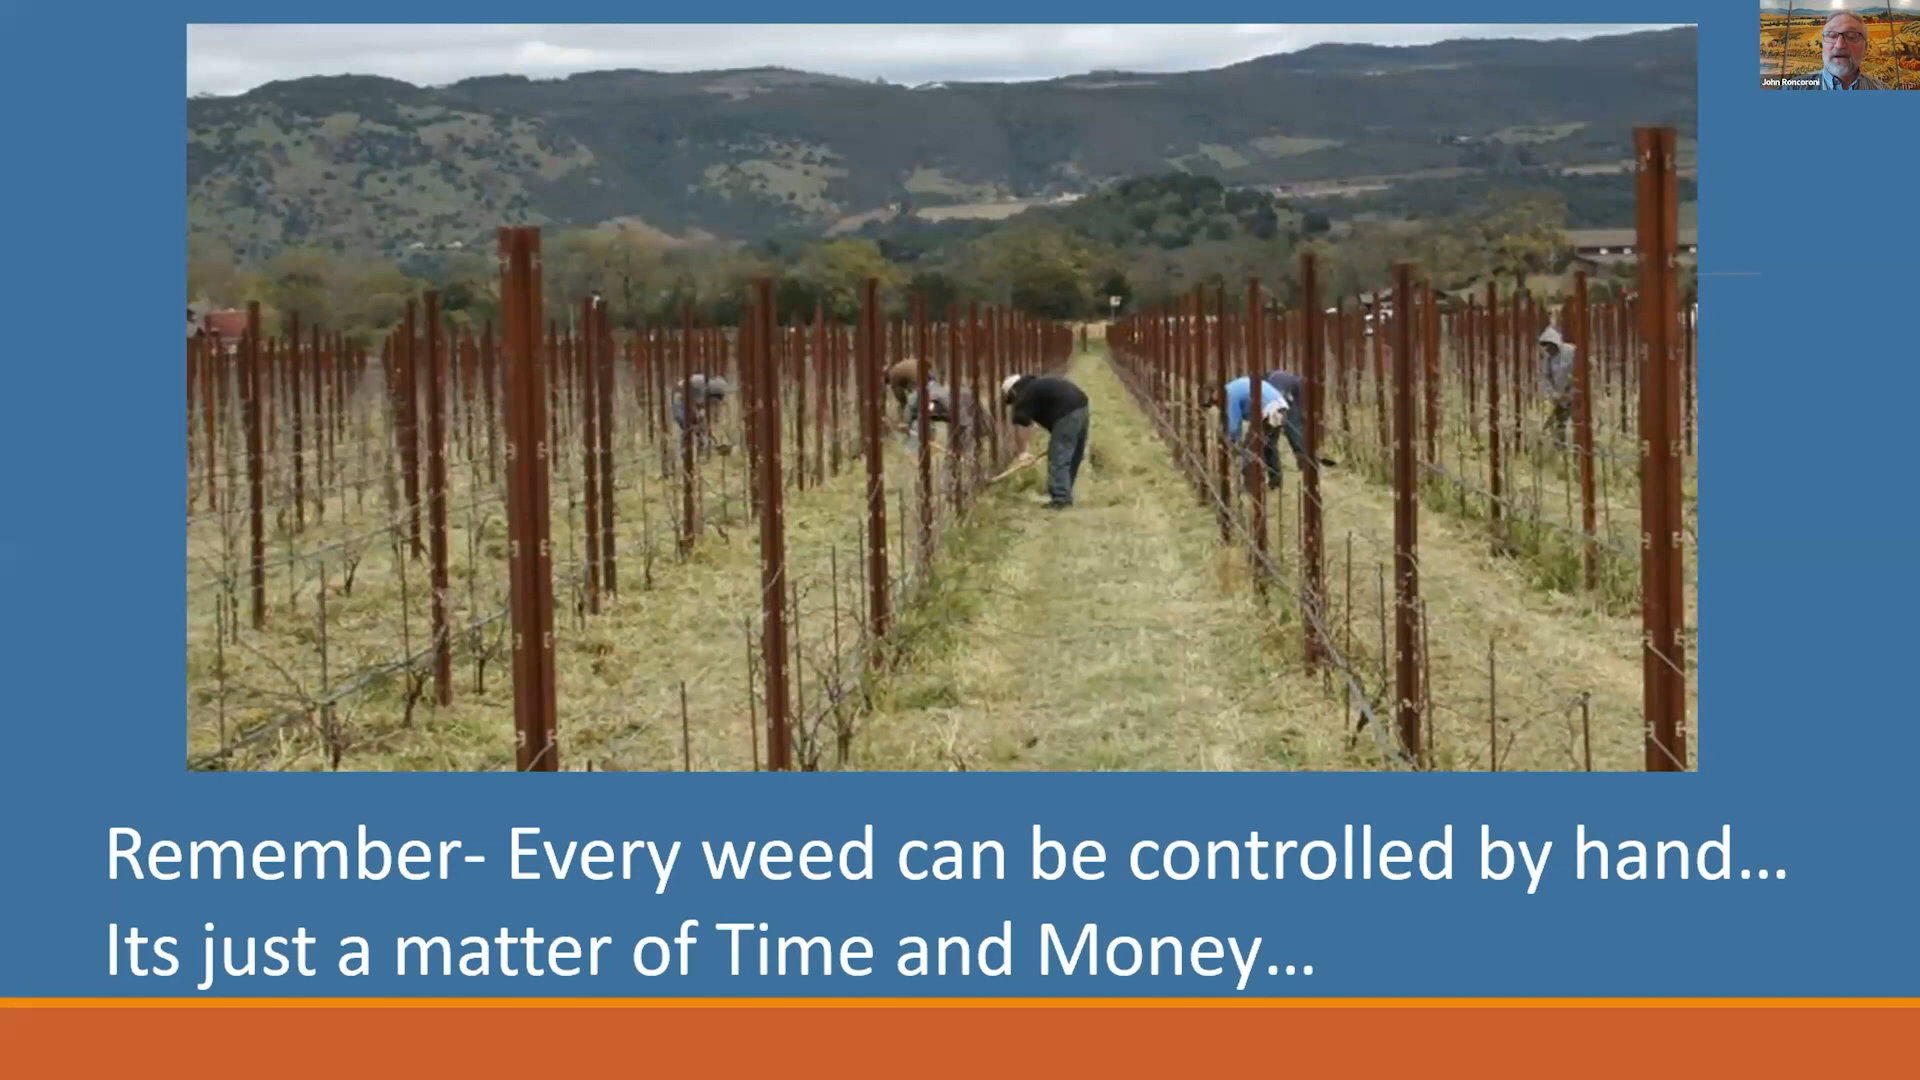 John Roncoroni
Remember- Every weed can be controlled by hand...
Its just a matter of Time and Money...